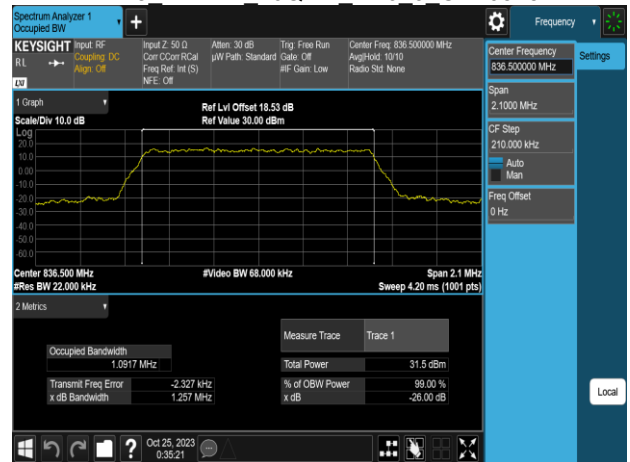 Spectrum Analyzer 1
Occupied BW
Frequency
KEYSIGHT
RL
LXI
Input: RF
Coupling: DC
Align: Off
Input Z: 50 Ω
Corr CCorr RCal
Freq Ref: Int (S)
NFE: Off
Atten: 30 dB
µW Path: Standard
Trig: Free Run
Gate: Off
#IF Gain: Low
Center Freq: 836.500000 MHz
Avg|Hold: 10/10
Radio Std: None
Center Frequency
836.500000 MHz
Settings
Span
2.1000 MHz
CF Step
210.000 kHz
Auto
Man
Freq Offset
0 Hz
1 Graph
Scale/Div 10.0 dB
Ref Lvl Offset 18.53 dB
Ref Value 30.00 dBm
Log
20.0
10.0
0.00
-10.0
-20.0
-30.0
-40.0
-50.0
-60.0
Center 836.500 MHz
#Video BW 68.000 kHz
Span 2.1 MHz
#Res BW 22.000 kHz
Sweep 4.20 ms (1001 pts)
2 Metrics
Measure Trace
Trace 1
Occupied Bandwidth
1.0917 MHz
Total Power
31.5 dBm
Transmit Freq Error
-2.327 kHz
% of OBW Power
99.00 %
x dB Bandwidth
1.257 MHz
x dB
-26.00 dB
Local
?
Oct 25, 2023
0:35:21